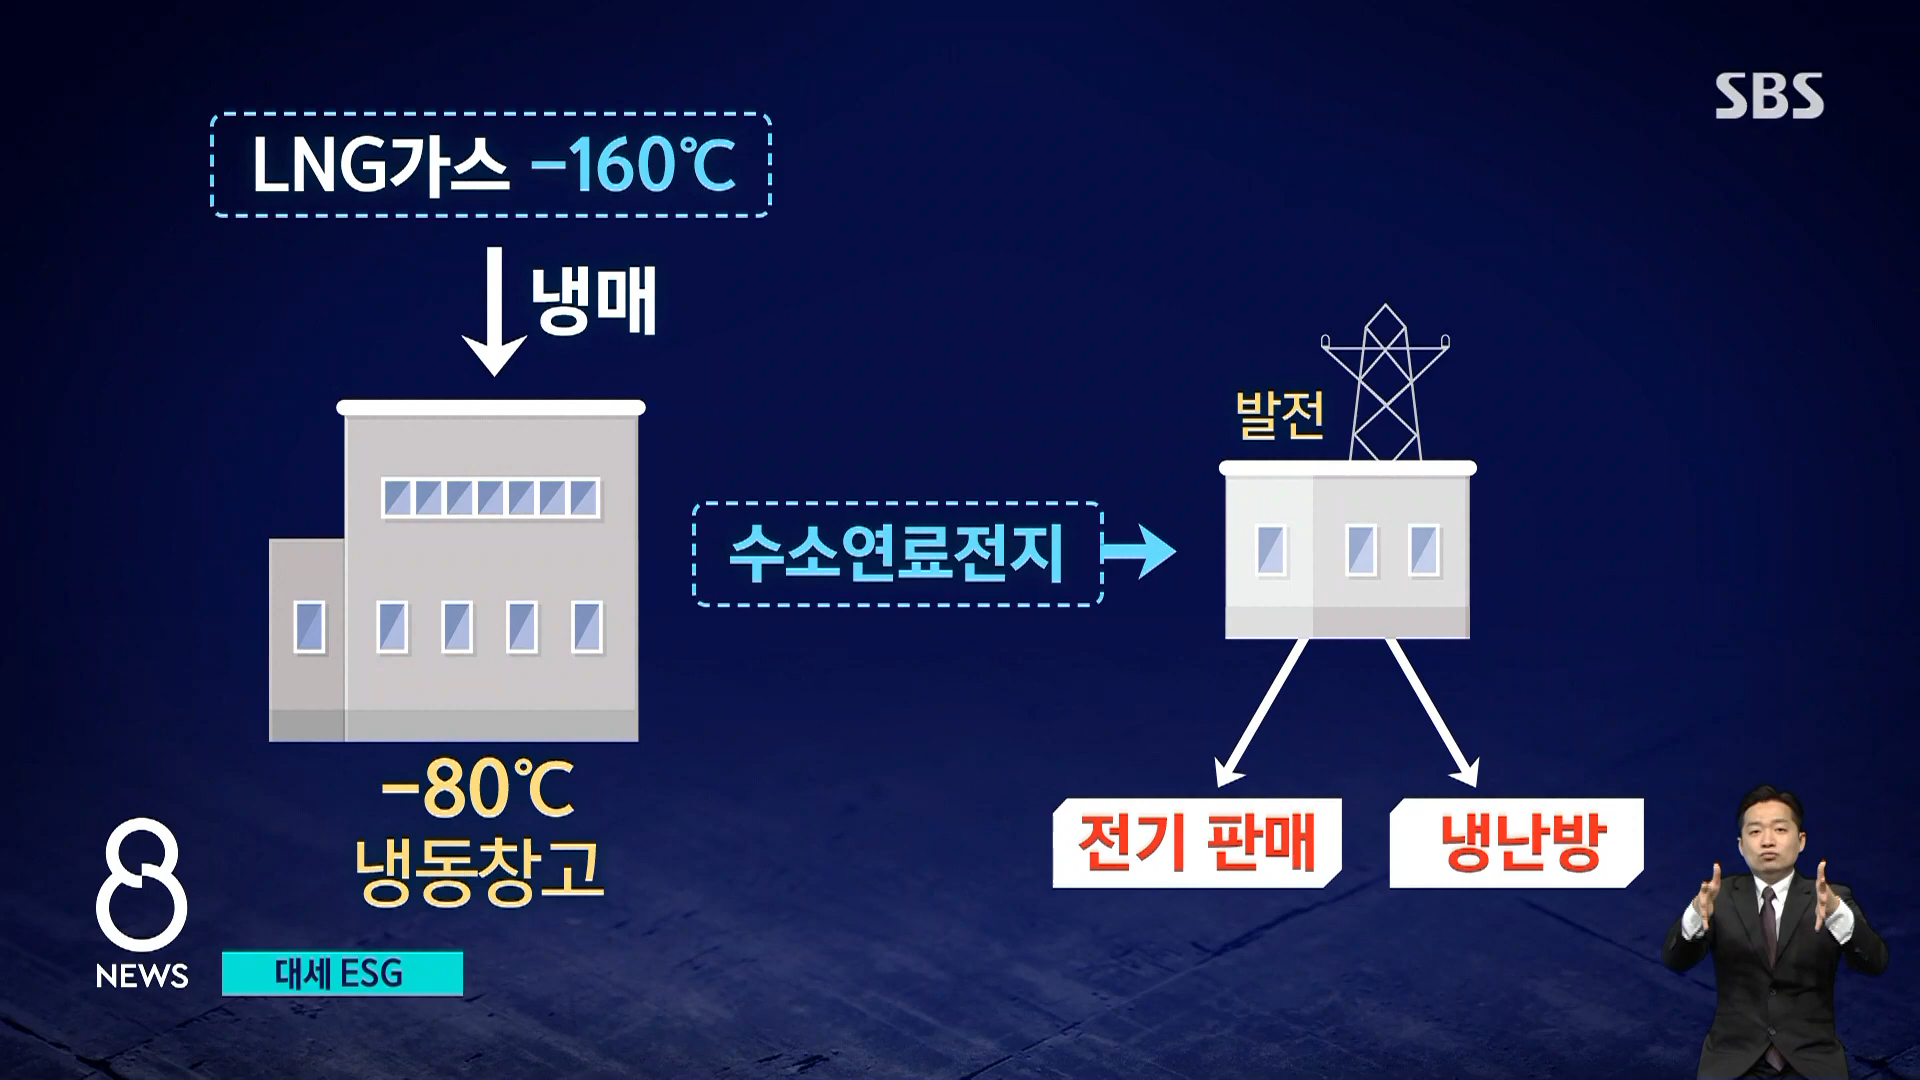 SBS
LNG가스 -160℃
냉매
발전
수소연료전지
-80℃
냉동창고
전기 판매
냉난방
8
NEWS
대세 ESG